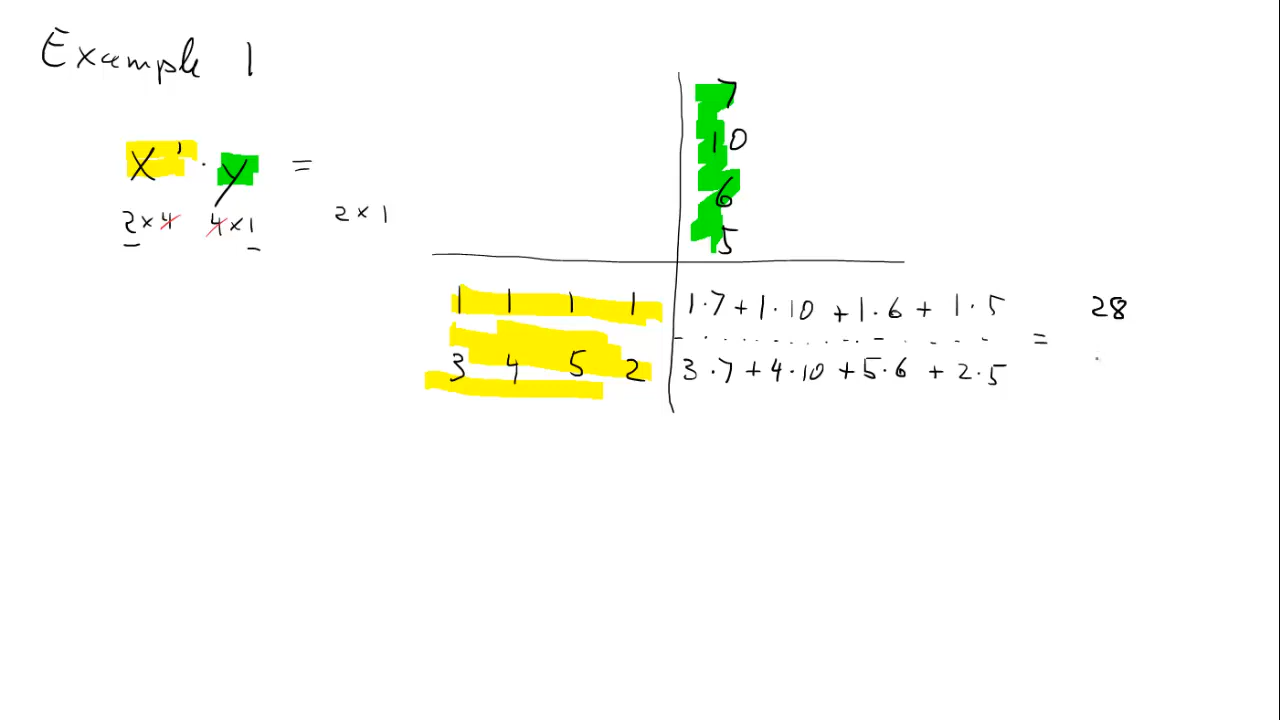 Example 1
7
10
x' · y =
6
2 × 4 4 × 1 2 × 1
5
1 1 1 1 1·7 + 1·10 + 1·6 + 1·5 28
=
3 4 5 2 3·7 + 4·10 + 5·6 + 2·5